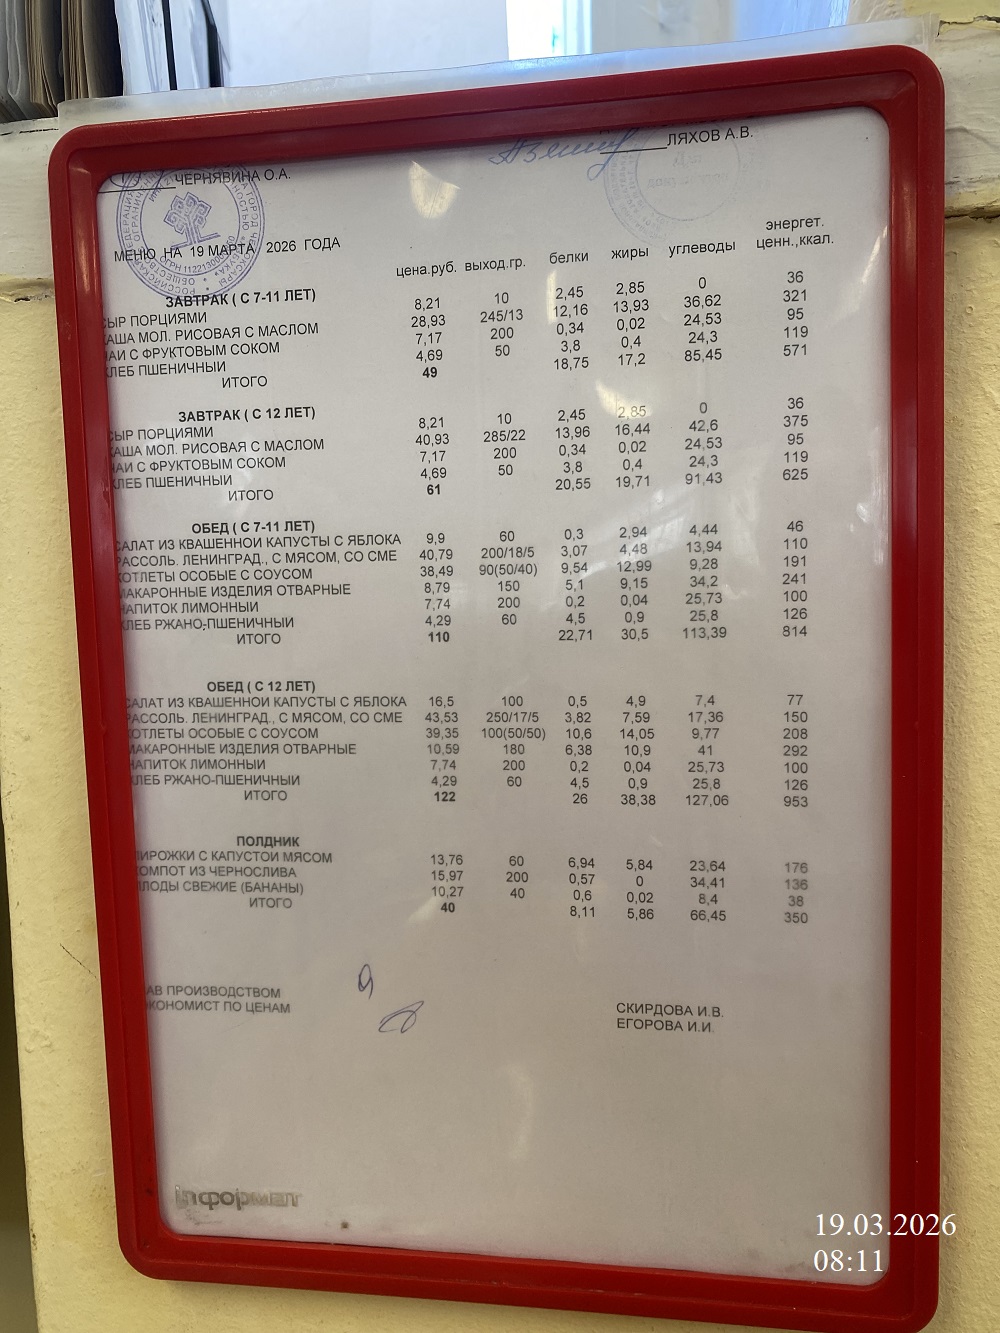 ЛЯХОВ А.В.
ЧЕРНЯВИНА О.А.
МЕНЮ НА 19 МАРТА 2026 ГОДА
цена.руб. выход.гр. белки жиры углеводы энергет. ценн.,ккал.
ЗАВТРАК ( С 7-11 ЛЕТ)
СЫР ПОРЦИЯМИ 8,21 10 2,45 2,85 0 36
КАША МОЛ. РИСОВАЯ С МАСЛОМ 28,93 245/13 12,16 13,93 36,62 321
ЧАЙ С ФРУКТОВЫМ СОКОМ 7,17 200 0,34 0,02 24,53 95
ХЛЕБ ПШЕНИЧНЫЙ 4,69 50 3,8 0,4 24,3 119
ИТОГО 49 18,75 17,2 85,45 571
ЗАВТРАК ( С 12 ЛЕТ)
СЫР ПОРЦИЯМИ 8,21 10 2,45 2,85 0 36
КАША МОЛ. РИСОВАЯ С МАСЛОМ 40,93 285/22 13,96 16,44 42,6 375
ЧАЙ С ФРУКТОВЫМ СОКОМ 7,17 200 0,34 0,02 24,53 95
ХЛЕБ ПШЕНИЧНЫЙ 4,69 50 3,8 0,4 24,3 119
ИТОГО 61 20,55 19,71 91,43 625
ОБЕД ( С 7-11 ЛЕТ)
САЛАТ ИЗ КВАШЕНОЙ КАПУСТЫ С ЯБЛОКА 9,9 60 0,3 2,94 4,44 46
РАССОЛЬ. ЛЕНИНГРАД., С МЯСОМ, СО СМЕ 40,79 200/18/5 3,07 4,48 13,94 110
КОТЛЕТЫ ОСОБЫЕ С СОУСОМ 38,49 90(50/40) 9,54 12,99 9,28 191
МАКАРОННЫЕ ИЗДЕЛИЯ ОТВАРНЫЕ 8,79 150 5,1 9,15 34,2 241
НАПИТОК ЛИМОННЫЙ 7,74 200 0,2 0,04 25,73 100
ХЛЕБ РЖАНО-ПШЕНИЧНЫЙ 4,29 60 4,5 0,9 25,8 126
ИТОГО 110 22,71 30,5 113,39 814
ОБЕД ( С 12 ЛЕТ)
САЛАТ ИЗ КВАШЕНОЙ КАПУСТЫ С ЯБЛОКА 16,5 100 0,5 4,9 7,4 77
РАССОЛЬ. ЛЕНИНГРАД., С МЯСОМ, СО СМЕ 43,53 250/17/5 3,82 7,59 17,36 150
КОТЛЕТЫ ОСОБЫЕ С СОУСОМ 39,35 100(50/50) 10,6 14,05 9,77 208
МАКАРОННЫЕ ИЗДЕЛИЯ ОТВАРНЫЕ 10,59 180 6,38 10,9 41 292
НАПИТОК ЛИМОННЫЙ 7,74 200 0,2 0,04 25,73 100
ХЛЕБ РЖАНО-ПШЕНИЧНЫЙ 4,29 60 4,5 0,9 25,8 126
ИТОГО 122 26 38,38 127,06 953
ПОЛДНИК
ПИРОЖКИ С КАПУСТОЙ МЯСОМ 13,76 60 6,94 5,84 23,64 176
КОМПОТ ИЗ ЧЕРНОСЛИВА 15,97 200 0,57 0 34,41 136
ПЛОДЫ СВЕЖИЕ (БАНАНЫ) 10,27 40 0,6 0,02 8,4 38
ИТОГО 40 8,11 5,86 66,45 350
ЗАВ ПРОИЗВОДСТВОМ СКИРДОВА И.В.
ЭКОНОМИСТ ПО ЦЕНАМ ЕГОРОВА И.И.
информат
19.03.2026
08:11